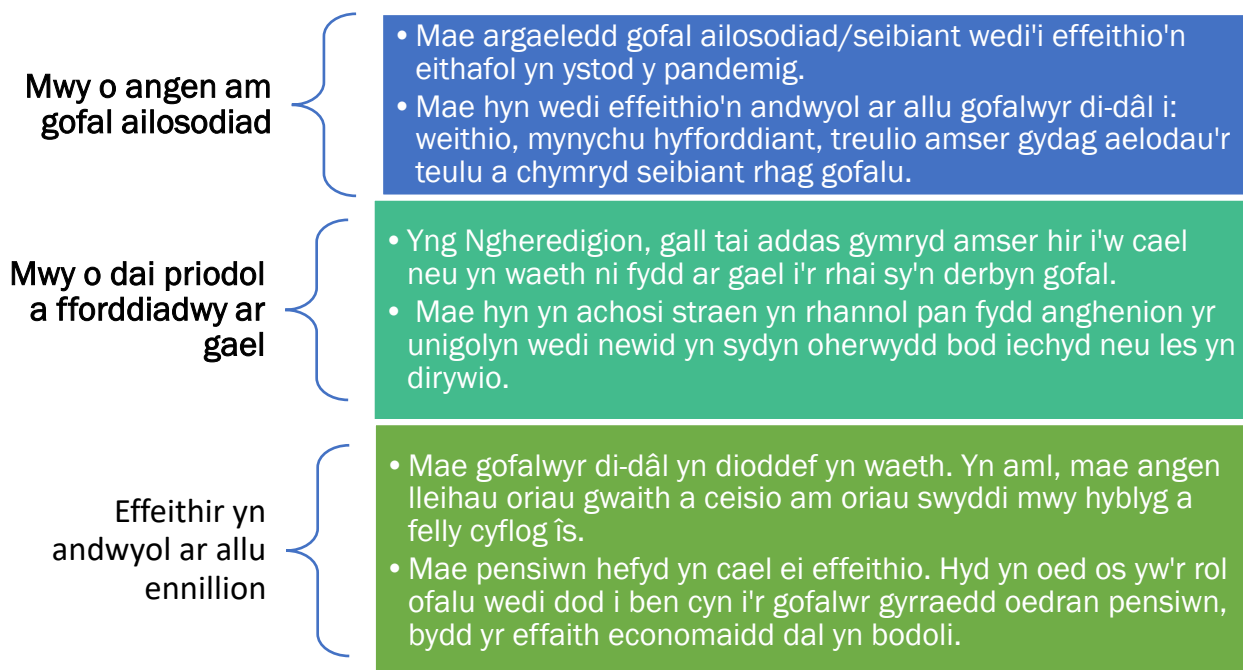 Mwy o angen am
gofal ailosodiad
• Mae argaeledd gofal ailosodiad/seibiant wedi'i effeithio'n
eithafol yn ystod y pandemig.
• Mae hyn wedi effeithio'n andwyol ar allu gofalwyr di-dâl i:
weithio, mynychu hyfforddiant, treulio amser gydag aelodau'r
teulu a chymryd seibiant rhag gofalu.
Mwy o dai priodol
a fforddiadwy ar
gael
• Yng Ngheredigion, gall tai addas gymryd amser hir i'w cael
neu yn waeth ni fydd ar gael i'r rhai sy'n derbyn gofal.
• Mae hyn yn achosi straen yn rhannol pan fydd anghenion yr
unigolyn wedi newid yn sydyn oherwydd bod iechyd neu les yn
dirywio.
Effeithir yn
andwyol ar allu
ennillion
• Mae gofalwyr di-dâl yn dioddef yn waeth. Yn aml, mae angen
lleihau oriau gwaith a ceisio am oriau swyddi mwy hyblyg a
felly cyflog îs.
• Mae pensiwn hefyd yn cael ei effeithio. Hyd yn oed os yw'r rol
ofalu wedi dod i ben cyn i'r gofalwr gyrraedd oedran pensiwn,
bydd yr effaith economaidd dal yn bodoli.